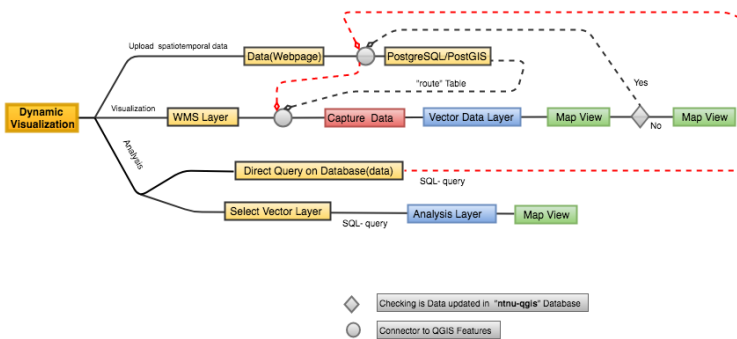 Upload spatiotemporal data
Data(Webpage)
PostgreSQL/PostGIS
Yes
"route" Table
Dynamic
Visualization
Visualization
WMS Layer
Capture Data
Vector Data Layer
Map View
No
Map View
Analysis
Direct Query on Database(data)
SQL- query
Select Vector Layer
SQL- query
Analysis Layer
Map View
Checking is Data updated in "ntnu-qgis" Database
Connector to QGIS Features